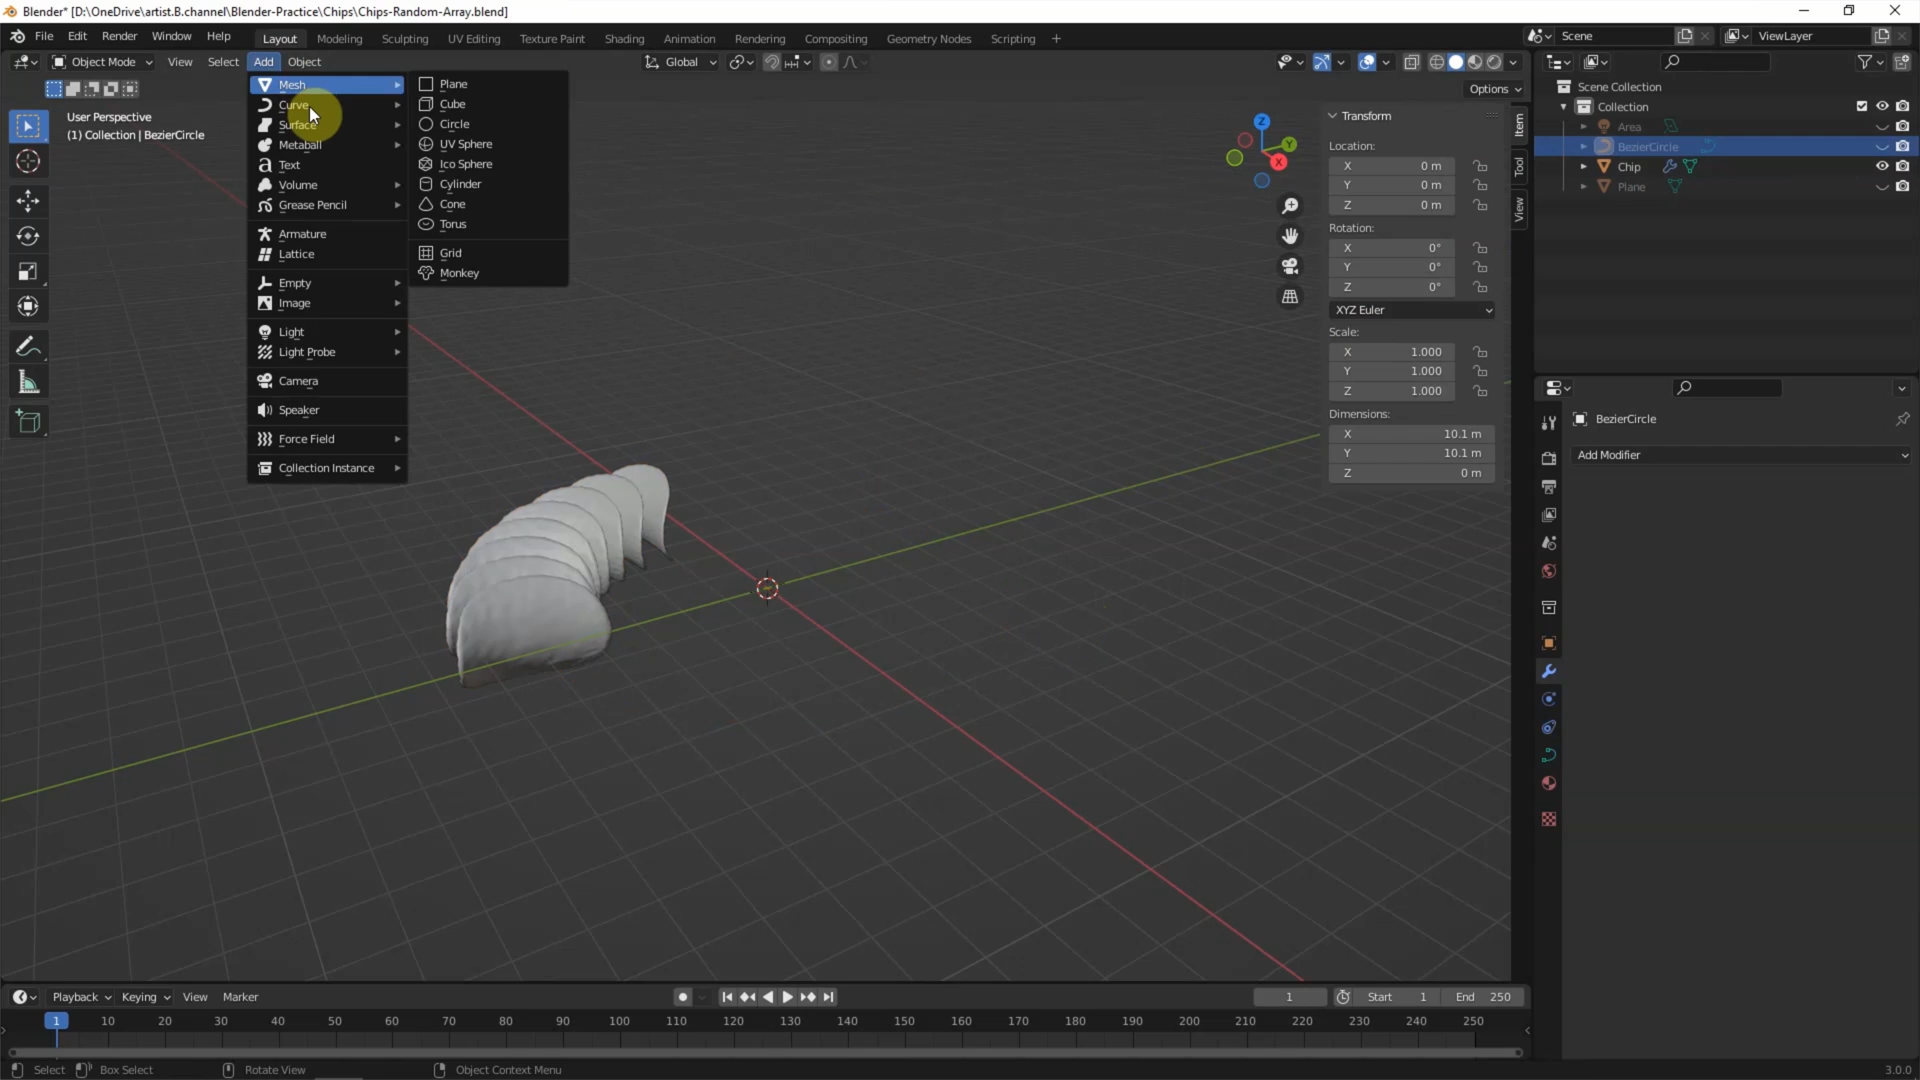 Blender* [D:\OneDrive\artist.B.channel\Blender-Practice\Chips\Chips-Random-Array.blend]
File Edit Render Window Help Layout Modeling Sculpting UV Editing Texture Paint Shading Animation Rendering Compositing Geometry Nodes Scripting + Scene ViewLayer
Object Mode View Select Add Object Global
Options
User Perspective
(1) Collection | BezierCircle
Mesh
Curve
Surface
Metaball
Text
Volume
Grease Pencil
Armature
Lattice
Empty
Image
Light
Light Probe
Camera
Speaker
Force Field
Collection Instance
Plane
Cube
Circle
UV Sphere
Ico Sphere
Cylinder
Cone
Torus
Grid
Monkey
Z
Y
X
Transform
Location:
X 0 m
Y 0 m
Z 0 m
Rotation:
X 0°
Y 0°
Z 0°
XYZ Euler
Scale:
X 1.000
Y 1.000
Z 1.000
Dimensions:
X 10.1 m
Y 10.1 m
Z 0 m
Item
Tool
View
Scene Collection
Collection
Area
BezierCircle
Chip
Plane
BezierCircle
Add Modifier
Playback Keying View Marker 1 Start 1 End 250
1 10 20 30 40 50 60 70 80 90 100 110 120 130 140 150 160 170 180 190 200 210 220 230 240 250
Select Box Select Rotate View Object Context Menu 3.0.0